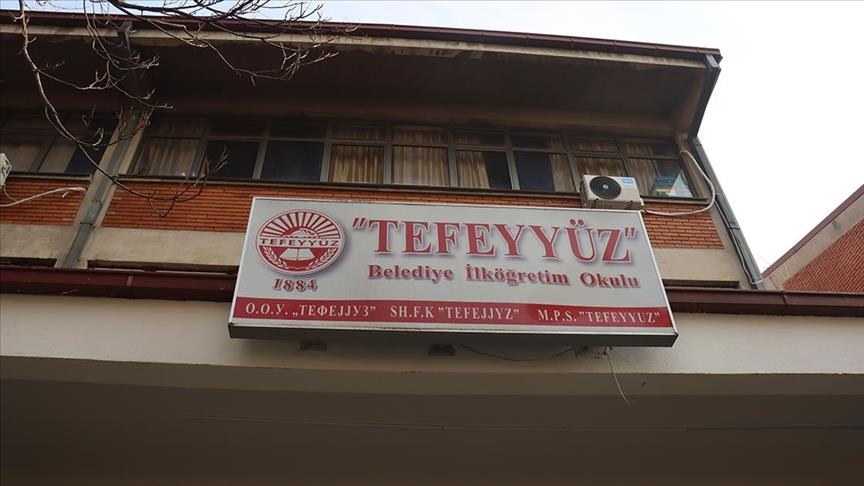 TEFEYYÜZ
1884
"TEFEYYÜZ"
Belediye İlköğretim Okulu
О.О.У. „ТЕФЕЈЈУЗ” SH.F.K "TEFEJJYZ" M.P.S. "TEFEYYUZ"